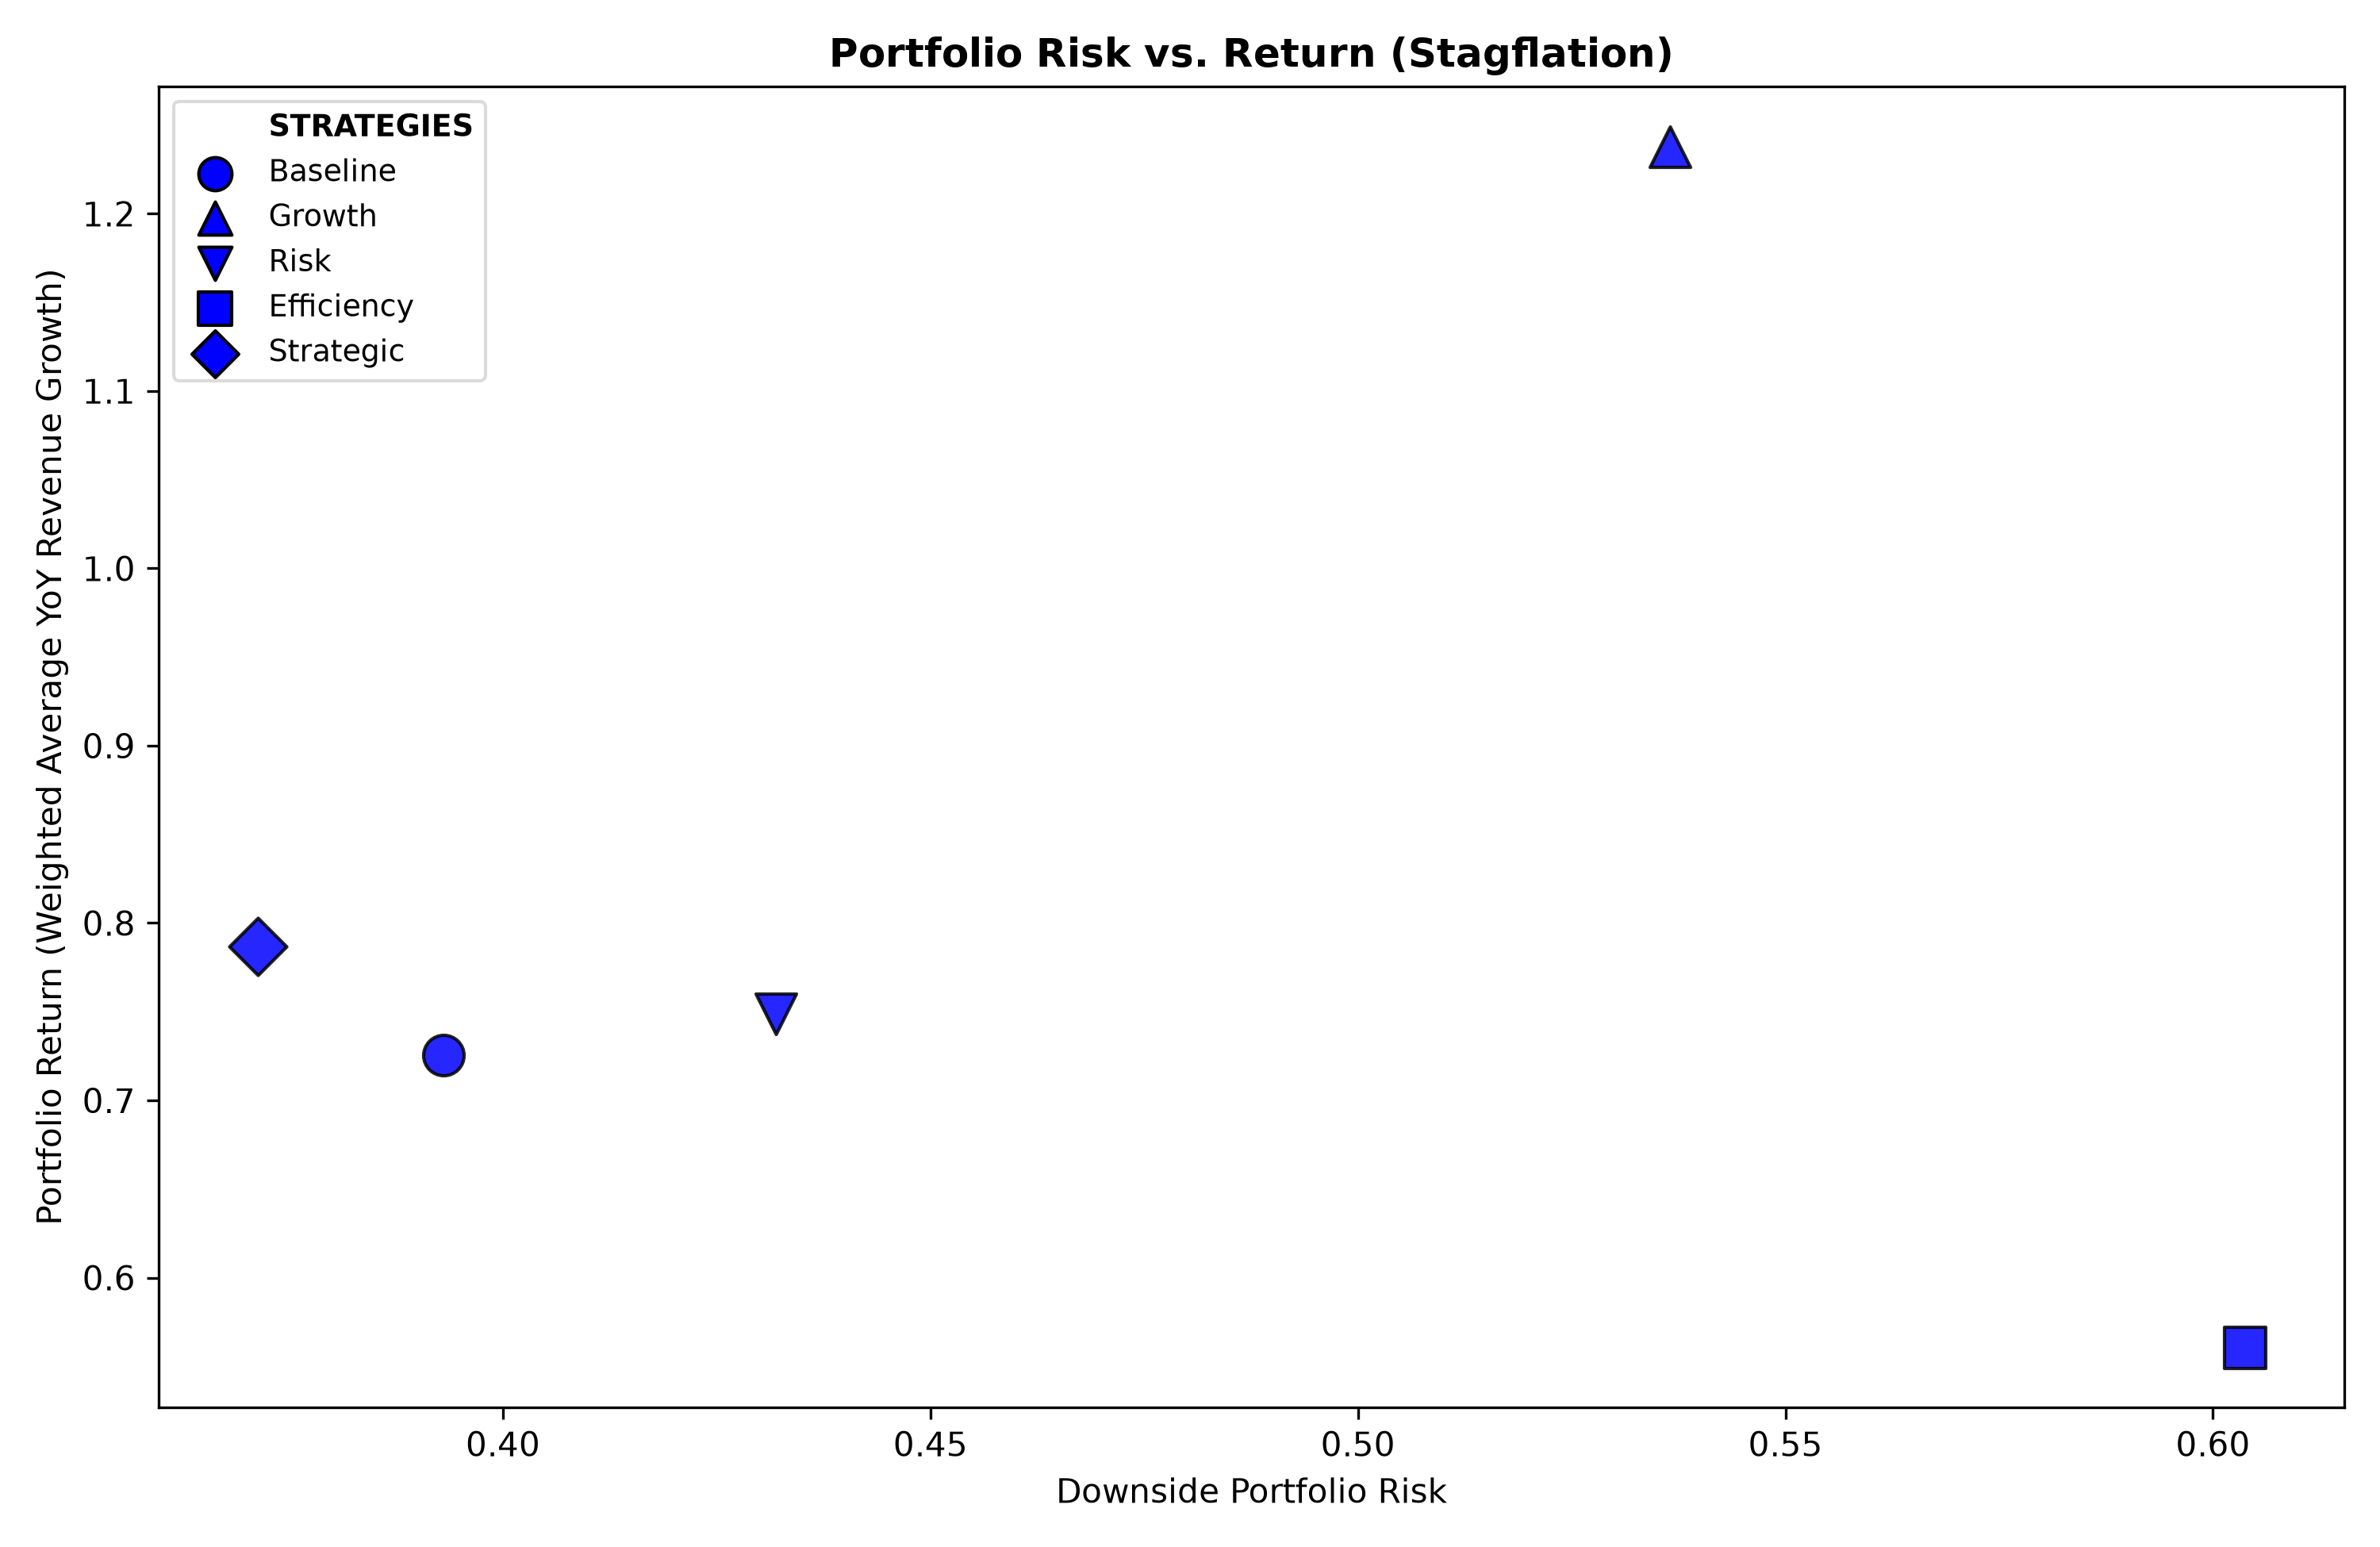 Portfolio Risk vs. Return (Stagflation)
STRATEGIES
Baseline
Growth
Risk
Efficiency
Strategic
Portfolio Return (Weighted Average YoY Revenue Growth)
1.2
1.1
1.0
0.9
0.8
0.7
0.6
0.40 0.45 0.50 0.55 0.60
Downside Portfolio Risk